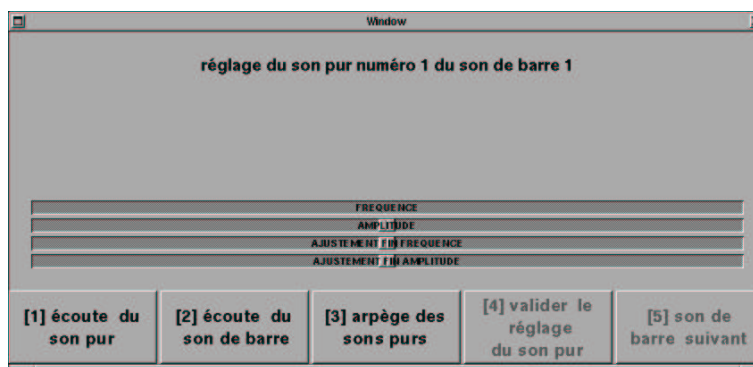 Window
réglage du son pur numéro 1 du son de barre 1
FREQUENCE
AMPLITUDE
AJUSTEMENT FIN FREQUENCE
AJUSTEMENT FIN AMPLITUDE
[1] écoute du
son pur
[2] écoute du
son de barre
[3] arpège des
sons purs
[4] valider le
réglage
du son pur
[5] son de
barre suivant